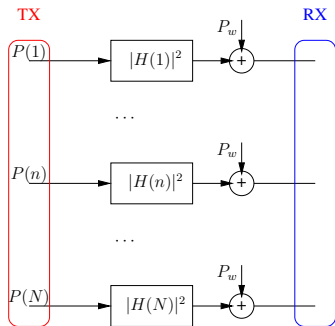 TX RX
P(1) |H(1)|² P_w +
...
P(n) |H(n)|² P_w +
...
P(N) |H(N)|² P_w +